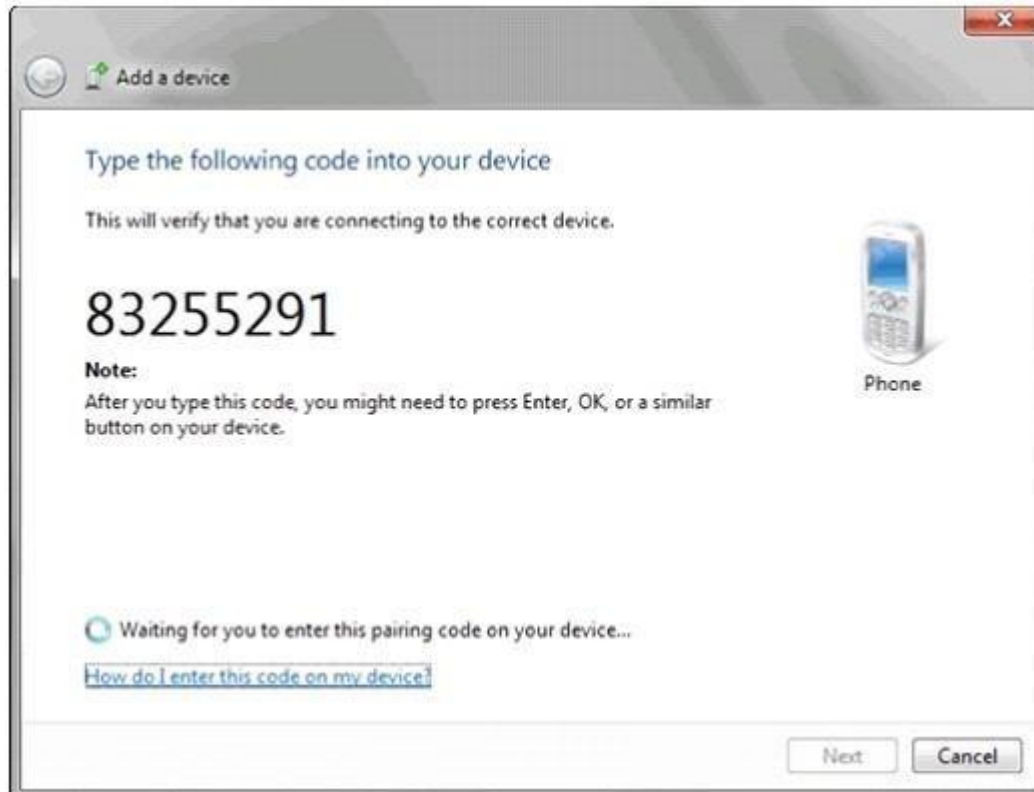 Add a device
Type the following code into your device
This will verify that you are connecting to the correct device.
83255291
Note:
After you type this code, you might need to press Enter, OK, or a similar
button on your device.
Phone
Waiting for you to enter this pairing code on your device...
How do I enter this code on my device?
Next
Cancel